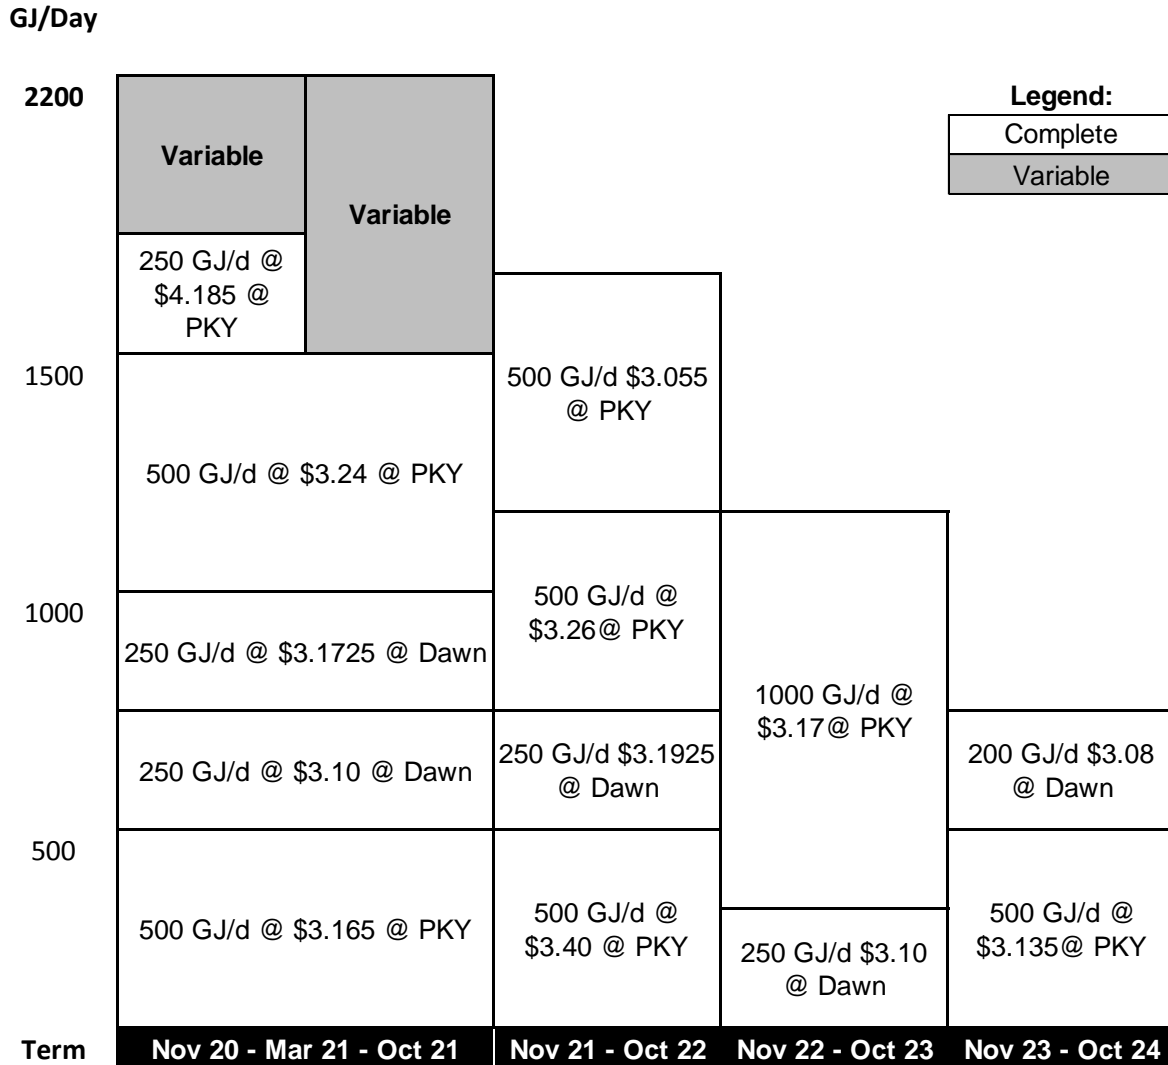 GJ/Day
2200
Legend:
Complete
Variable
Variable
Variable
250 GJ/d @
$4.185 @
PKY
1500
500 GJ/d $3.055
@ PKY
500 GJ/d @ $3.24 @ PKY
1000
500 GJ/d @
$3.26@ PKY
250 GJ/d @ $3.1725 @ Dawn
1000 GJ/d @
$3.17@ PKY
250 GJ/d @ $3.10 @ Dawn
250 GJ/d $3.1925
@ Dawn
200 GJ/d $3.08
@ Dawn
500
500 GJ/d @ $3.165 @ PKY
500 GJ/d @
$3.40 @ PKY
250 GJ/d $3.10
@ Dawn
500 GJ/d @
$3.135@ PKY
Term
Nov 20 - Mar 21 - Oct 21
Nov 21 - Oct 22
Nov 22 - Oct 23
Nov 23 - Oct 24